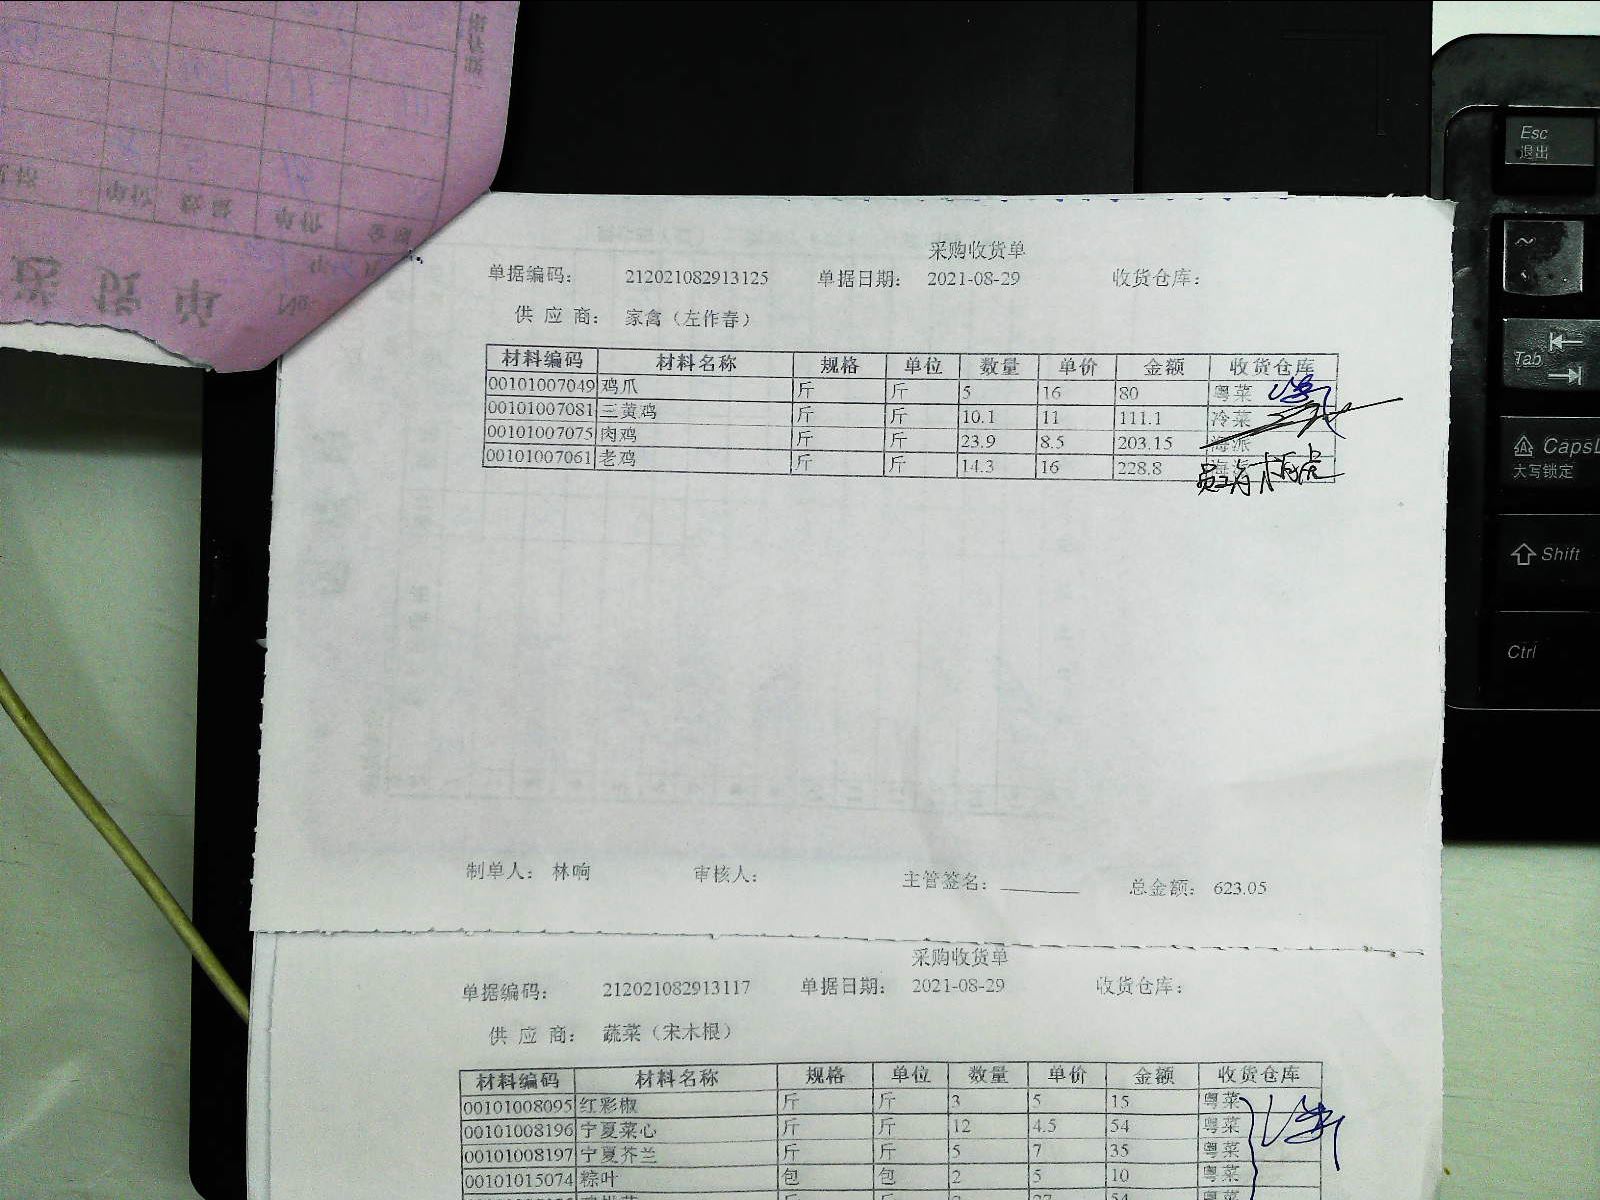 采购收货单
单据编码： 212021082913125 单据日期： 2021-08-29 收货仓库：
供 应 商： 家禽（左作春）
材料编码 材料名称 规格 单位 数量 单价 金额 收货仓库
00101007049 鸡爪 斤 斤 5 16 80 粤菜
00101007081 三黄鸡 斤 斤 10.1 11 111.1 冷菜
00101007075 肉鸡 斤 斤 23.9 8.5 203.15 海派
00101007061 老鸡 斤 斤 14.3 16 228.8 海派
制单人： 林响 审核人： 主管签名： 总金额： 623.05
采购收货单
单据编码： 212021082913117 单据日期： 2021-08-29 收货仓库：
供 应 商： 蔬菜（宋木根）
材料编码 材料名称 规格 单位 数量 单价 金额 收货仓库
00101008095 红彩椒 斤 斤 3 5 15 粤菜
00101008196 宁夏菜心 斤 斤 12 4.5 54 粤菜
00101008197 宁夏芥兰 斤 斤 5 7 35 粤菜
00101015074 粽叶 包 包 2 5 10 粤菜
Esc
退出
~
Tab
CapsL
大写锁定
Shift
Ctrl
送货单